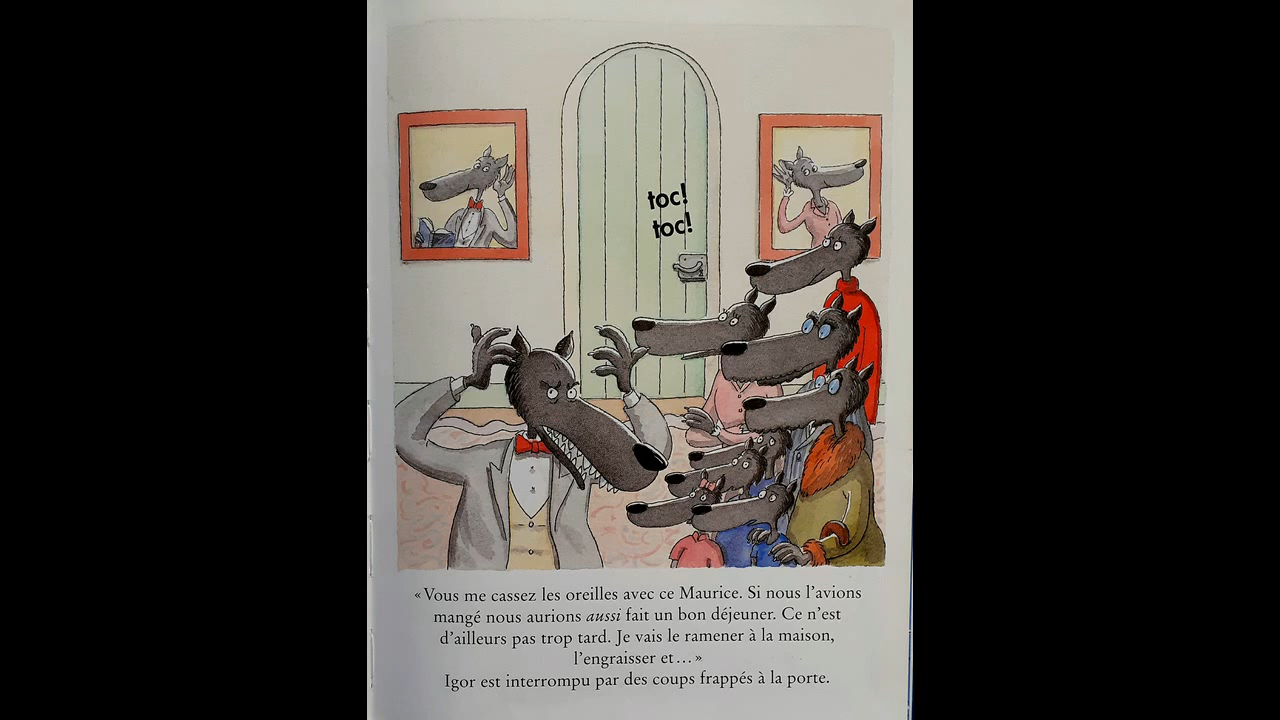 toc!
toc!
« Vous me cassez les oreilles avec ce Maurice. Si nous l’avions
mangé nous aurions aussi fait un bon déjeuner. Ce n’est
d’ailleurs pas trop tard. Je vais le ramener à la maison,
l’engraisser et… »
Igor est interrompu par des coups frappés à la porte.